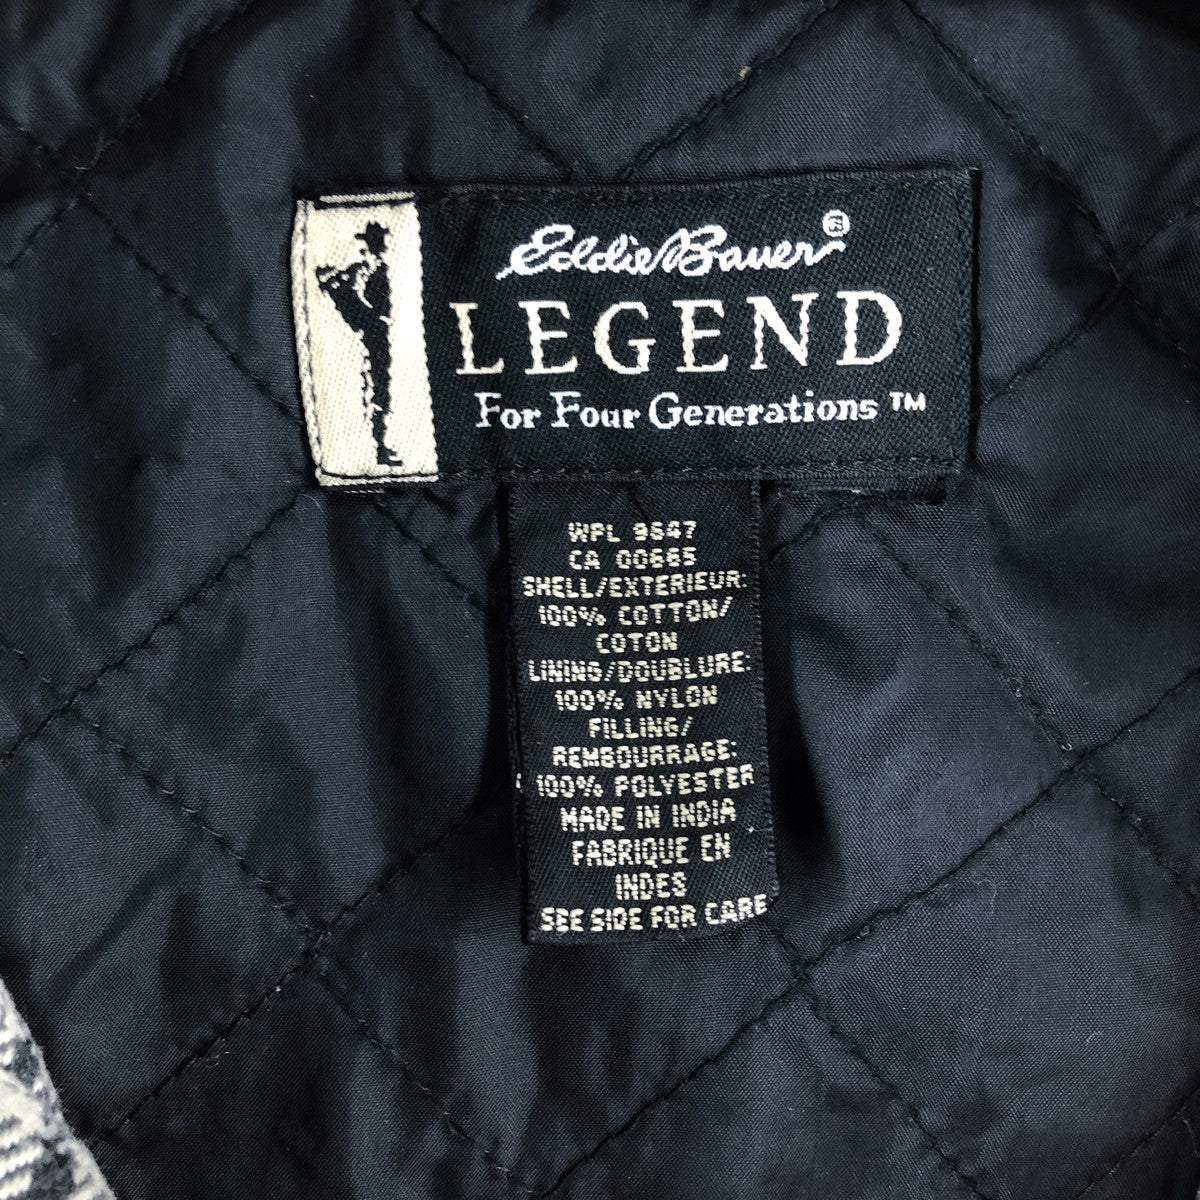 Eddie Bauer®
LEGEND
For Four Generations™
WPL 9647
CA 00665
SHELL/EXTERIEUR:
100% COTTON/
COTON
LINING/DOUBLURE:
100% NYLON
FILLING/
REMBOURRAGE:
100% POLYESTER
MADE IN INDIA
FABRIQUE EN
INDES
SEE SIDE FOR CARE